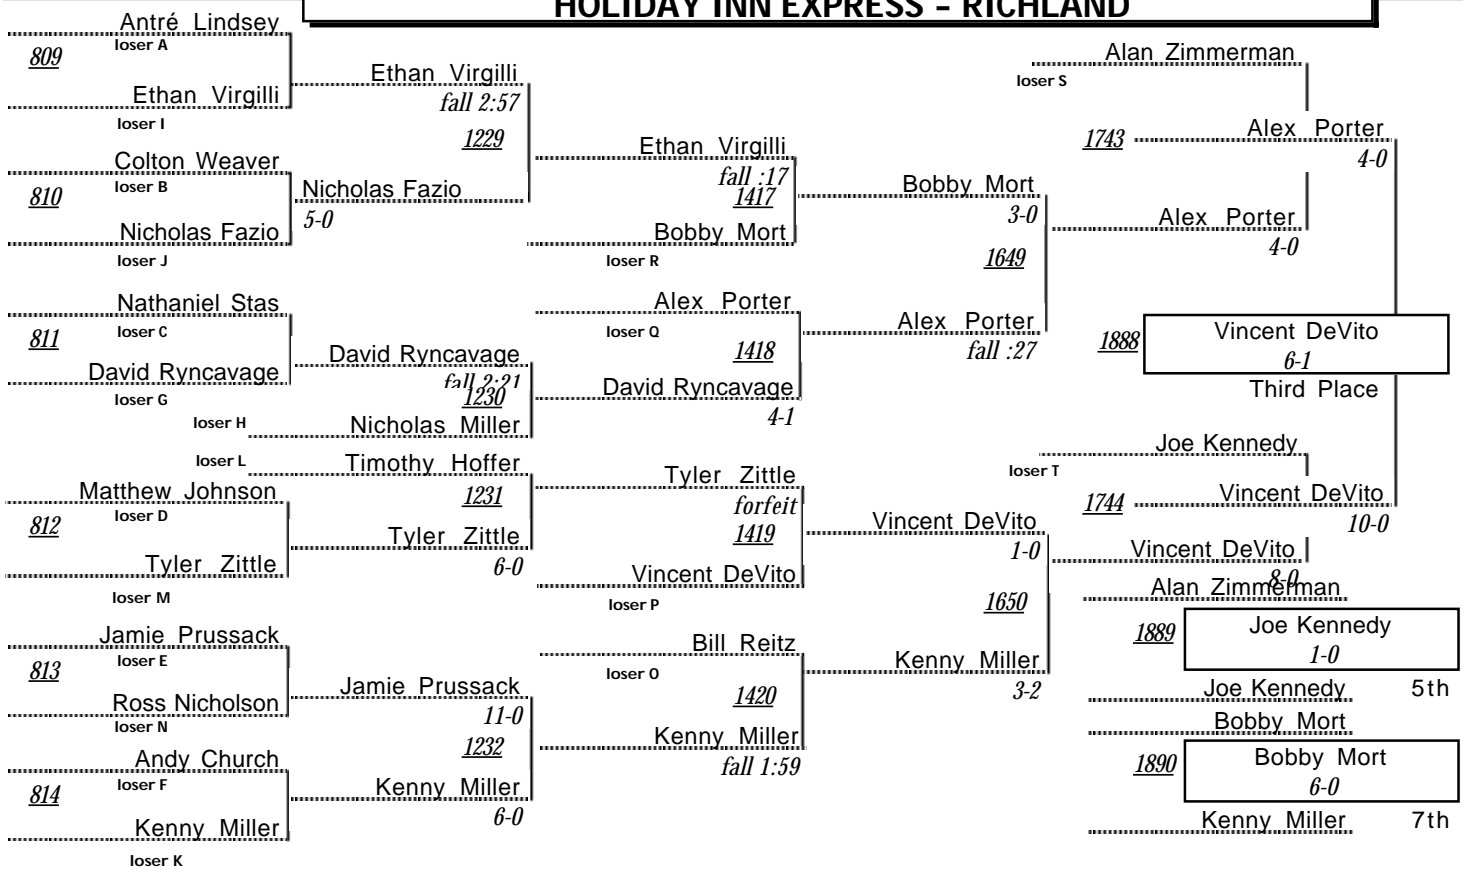 HOLIDAY INN EXPRESS – RICHLAND
Antré Lindsey
loser A
809
Ethan Virgilli
loser I
Colton Weaver
loser B
810
Nicholas Fazio
loser J
Nathaniel Stas
loser C
811
David Ryncavage
loser G
loser H
Nicholas Miller
loser L
Timothy Hoffer
Matthew Johnson
loser D
812
Tyler Zittle
loser M
Jamie Prussack
loser E
813
Ross Nicholson
loser N
Andy Church
loser F
814
Kenny Miller
loser K
Ethan Virgilli
fall 2:57
1229
Nicholas Fazio
5-0
David Ryncavage
fall 2:21
1230
1231
Tyler Zittle
6-0
Jamie Prussack
11-0
1232
Kenny Miller
6-0
Ethan Virgilli
fall :17
1417
Bobby Mort
loser R
Alex Porter
loser Q
1418
David Ryncavage
4-1
Tyler Zittle
forfeit
1419
Vincent DeVito
loser P
Bill Reitz
loser O
1420
Kenny Miller
fall 1:59
Bobby Mort
3-0
1649
Alex Porter
fall :27
Vincent DeVito
1-0
1650
Kenny Miller
3-2
Alan Zimmerman
loser S
1743
Alex Porter
4-0
Alex Porter
4-0
1888
Vincent DeVito
6-1
Third Place
Joe Kennedy
loser T
1744
Vincent DeVito
10-0
Vincent DeVito
8-0
Alan Zimmerman
1889
Joe Kennedy
1-0
Joe Kennedy 5th
Bobby Mort
1890
Bobby Mort
6-0
Kenny Miller 7th